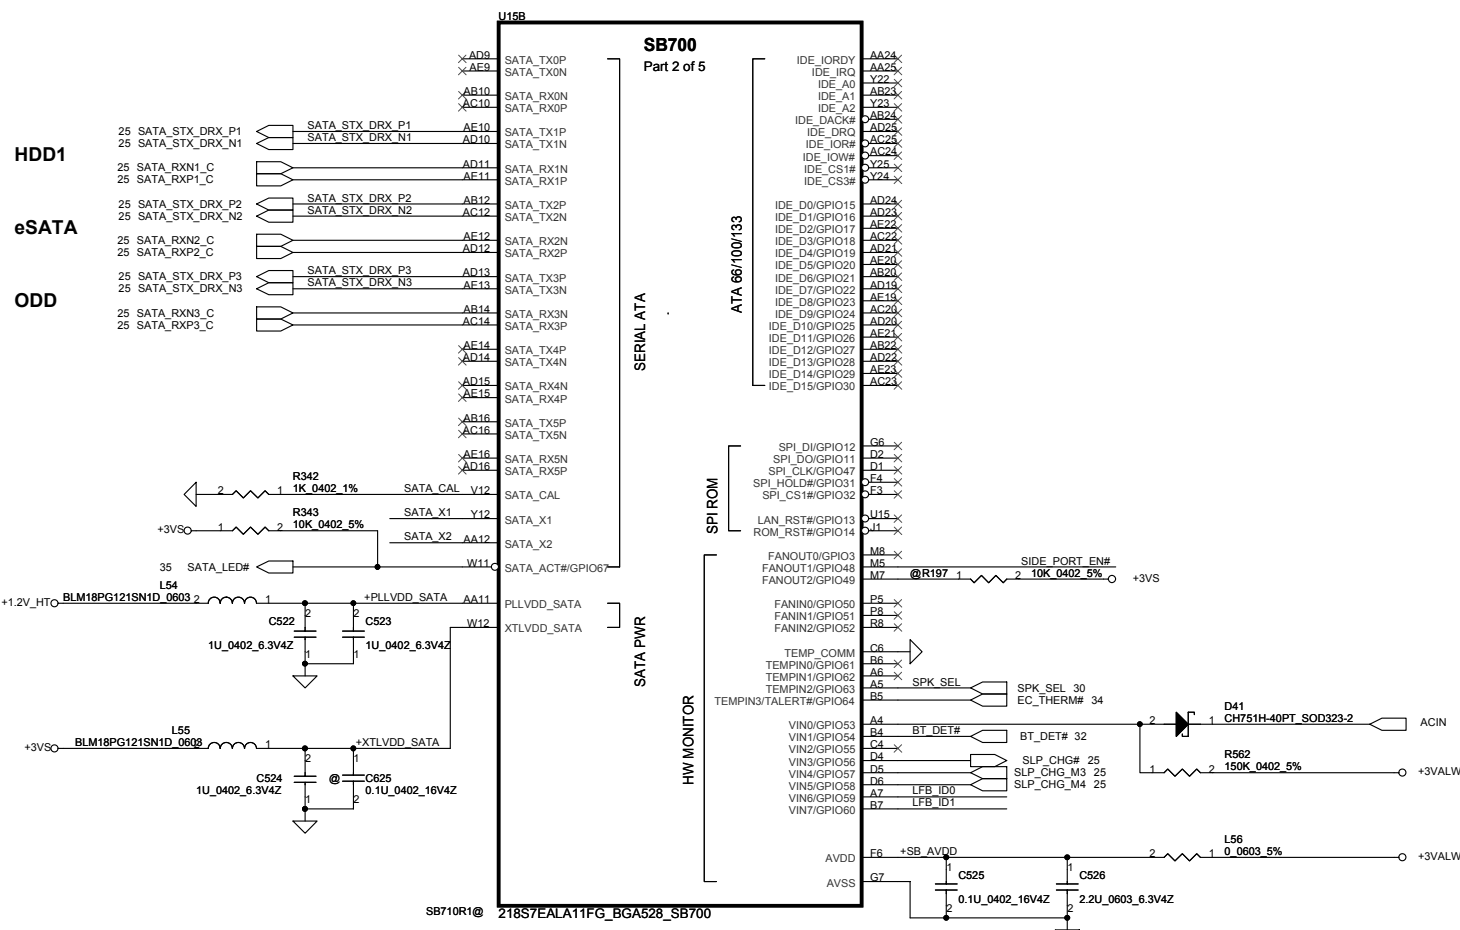 U15B
SB700
Part 2 of 5
HDD1
eSATA
ODD
25 SATA_STX_DRX_P1
25 SATA_STX_DRX_N1
25 SATA_RXN1_C
25 SATA_RXP1_C
25 SATA_STX_DRX_P2
25 SATA_STX_DRX_N2
25 SATA_RXN2_C
25 SATA_RXP2_C
25 SATA_STX_DRX_P3
25 SATA_STX_DRX_N3
25 SATA_RXN3_C
25 SATA_RXP3_C
AD9 SATA_TX0P
AE9 SATA_TX0N
AB10 SATA_RX0N
AC10 SATA_RX0P
SATA_STX_DRX_P1 AE10 SATA_TX1P
SATA_STX_DRX_N1 AD10 SATA_TX1N
AD11 SATA_RX1N
AE11 SATA_RX1P
SATA_STX_DRX_P2 AB12 SATA_TX2P
SATA_STX_DRX_N2 AC12 SATA_TX2N
AE12 SATA_RX2N
AD12 SATA_RX2P
SATA_STX_DRX_P3 AD13 SATA_TX3P
SATA_STX_DRX_N3 AE13 SATA_TX3N
AB14 SATA_RX3N
AC14 SATA_RX3P
AE14 SATA_TX4P
AD14 SATA_TX4N
AD15 SATA_RX4N
AE15 SATA_RX4P
AB16 SATA_TX5P
AC16 SATA_TX5N
AE16 SATA_RX5N
AD16 SATA_RX5P
R342
2 1 1K_0402_1% SATA_CAL V12 SATA_CAL
R343
+3VS 1 2 10K_0402_5%
SATA_X1 Y12 SATA_X1
SATA_X2 AA12 SATA_X2
35 SATA_LED# W11 SATA_ACT#/GPIO67
L54
+1.2V_HT BLM18PG121SN1D_0603 2 1 +PLLVDD_SATA AA11 PLLVDD_SATA
W12 XTLVDD_SATA
2 2
C522 C523
1U_0402_6.3V4Z 1U_0402_6.3V4Z
1 1
L55
+3VS BLM18PG121SN1D_0603 2 1 +XTLVDD_SATA
2 1
C524 @ C625
1U_0402_6.3V4Z 0.1U_0402_16V4Z
1 2
SERIAL ATA
SATA PWR
ATA 66/100/133
SPI ROM
HW MONITOR
IDE_IORDY AA24
IDE_IRQ AA25
IDE_A0 Y22
IDE_A1 AB23
IDE_A2 Y23
IDE_DACK# AB24
IDE_DRQ AD25
IDE_IOR# AC25
IDE_IOW# AC24
IDE_CS1# Y25
IDE_CS3# Y24
IDE_D0/GPIO15 AD24
IDE_D1/GPIO16 AD23
IDE_D2/GPIO17 AE22
IDE_D3/GPIO18 AC22
IDE_D4/GPIO19 AD21
IDE_D5/GPIO20 AE20
IDE_D6/GPIO21 AB20
IDE_D7/GPIO22 AD19
IDE_D8/GPIO23 AE19
IDE_D9/GPIO24 AC20
IDE_D10/GPIO25 AD20
IDE_D11/GPIO26 AE21
IDE_D12/GPIO27 AB22
IDE_D13/GPIO28 AD22
IDE_D14/GPIO29 AE23
IDE_D15/GPIO30 AC23
SPI_DI/GPIO12 G6
SPI_DO/GPIO11 D2
SPI_CLK/GPIO47 D1
SPI_HOLD#/GPIO31 F4
SPI_CS1#/GPIO32 F3
LAN_RST#/GPIO13 U15
ROM_RST#/GPIO14 J1
FANOUT0/GPIO3 M8
FANOUT1/GPIO48 M5 SIDE_PORT_EN#
FANOUT2/GPIO49 M7 @R197 1 2 10K_0402_5% +3VS
FANIN0/GPIO50 P5
FANIN1/GPIO51 P8
FANIN2/GPIO52 R8
TEMP_COMM C6
TEMPIN0/GPIO61 B6
TEMPIN1/GPIO62 A6
TEMPIN2/GPIO63 A5 SPK_SEL SPK_SEL 30
TEMPIN3/TALERT#/GPIO64 B5 EC_THERM# 34
VIN0/GPIO53 A4
VIN1/GPIO54 B4 BT_DET# BT_DET# 32
VIN2/GPIO55 C4
VIN3/GPIO56 D4 SLP_CHG# 25
VIN4/GPIO57 D5 SLP_CHG_M3 25
VIN5/GPIO58 D6 SLP_CHG_M4 25
VIN6/GPIO59 A7 LFB_ID0
VIN7/GPIO60 B7 LFB_ID1
D41
2 1 CH751H-40PT_SOD323-2 ACIN
R562
1 2 150K_0402_5% +3VALW
L56
AVDD F6 +SB_AVDD 2 1 0_0603_5% +3VALW
AVSS G7
1 1
C525 C526
0.1U_0402_16V4Z 2.2U_0603_6.3V4Z
2 2
SB710R1@ 218S7EALA11FG_BGA528_SB700